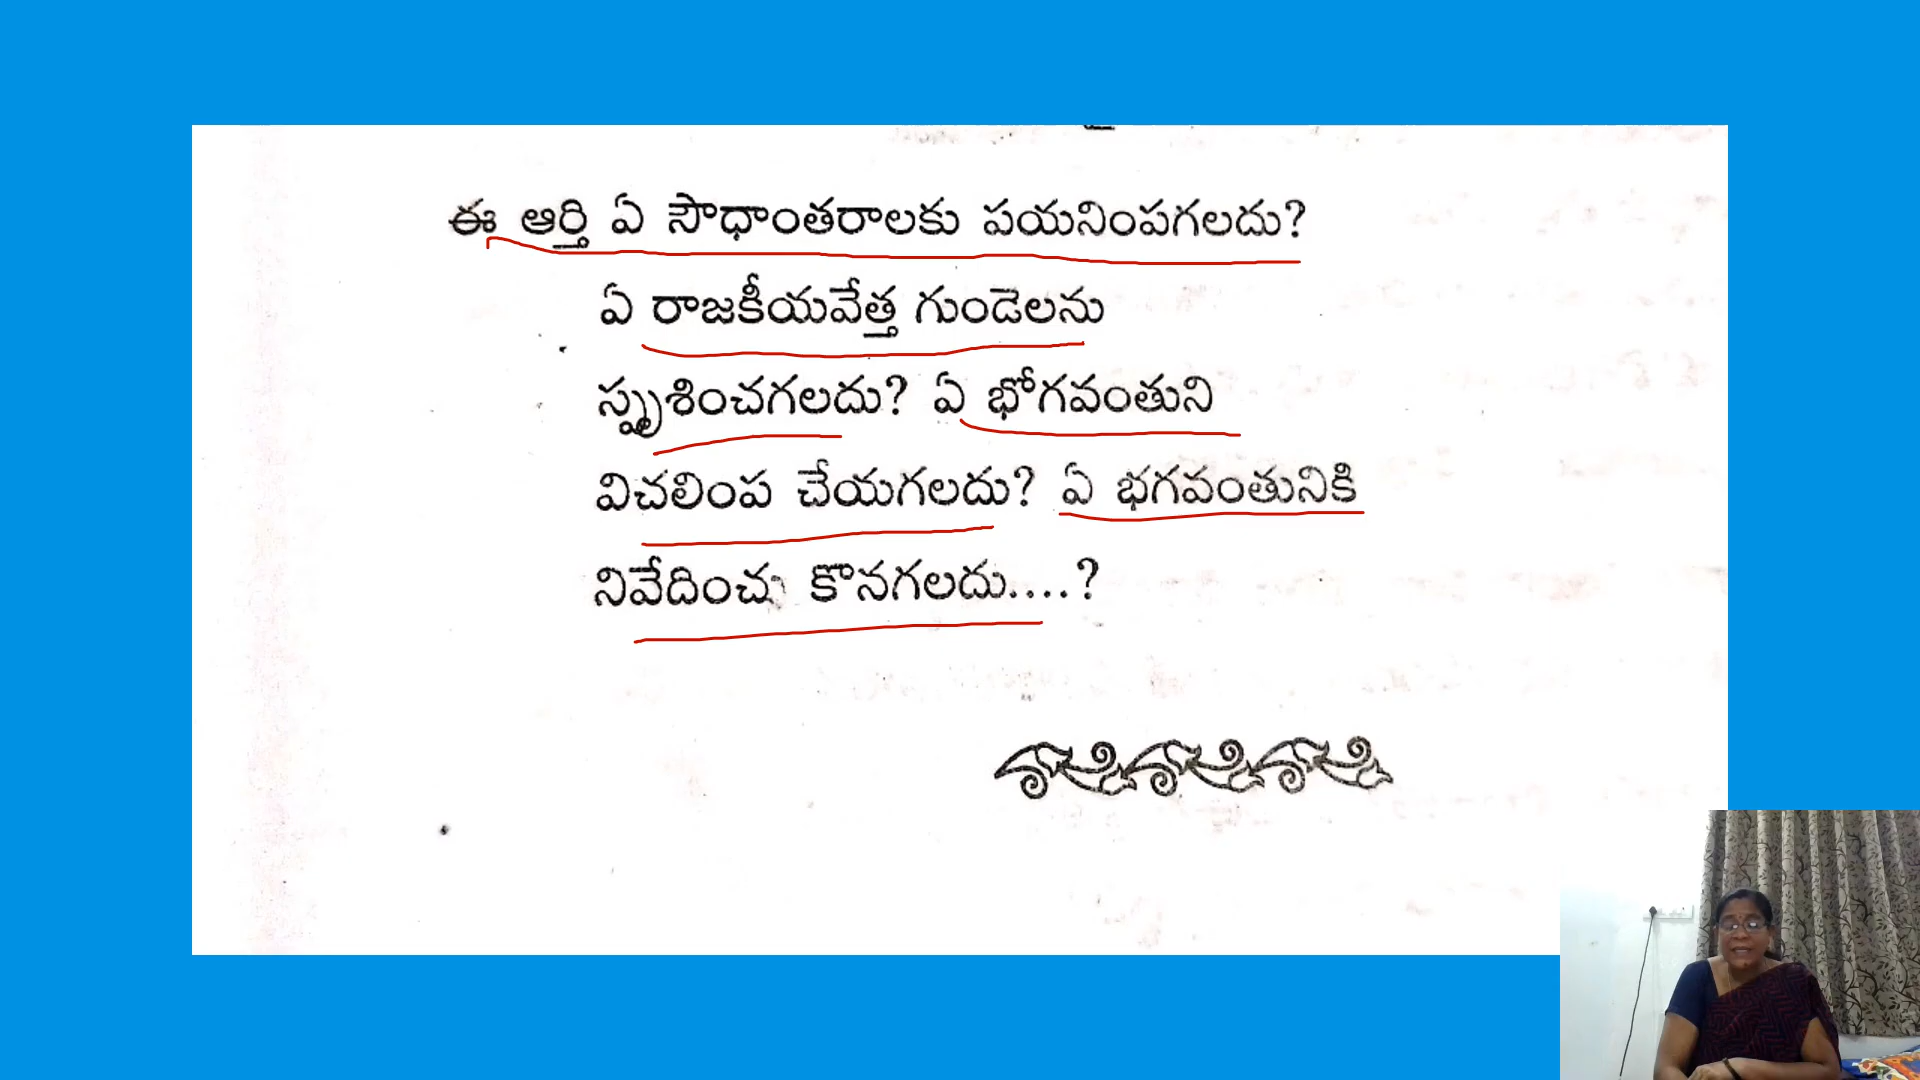 ఈ ఆర్తి ఏ సౌధాంతరాలకు పయనింపగలదు?
ఏ రాజకీయవేత్త గుండెలను
స్పృశించగలదు? ఏ భోగవంతుని
విచలింప చేయగలదు? ఏ భగవంతునికి
నివేదించు కొనగలదు....?